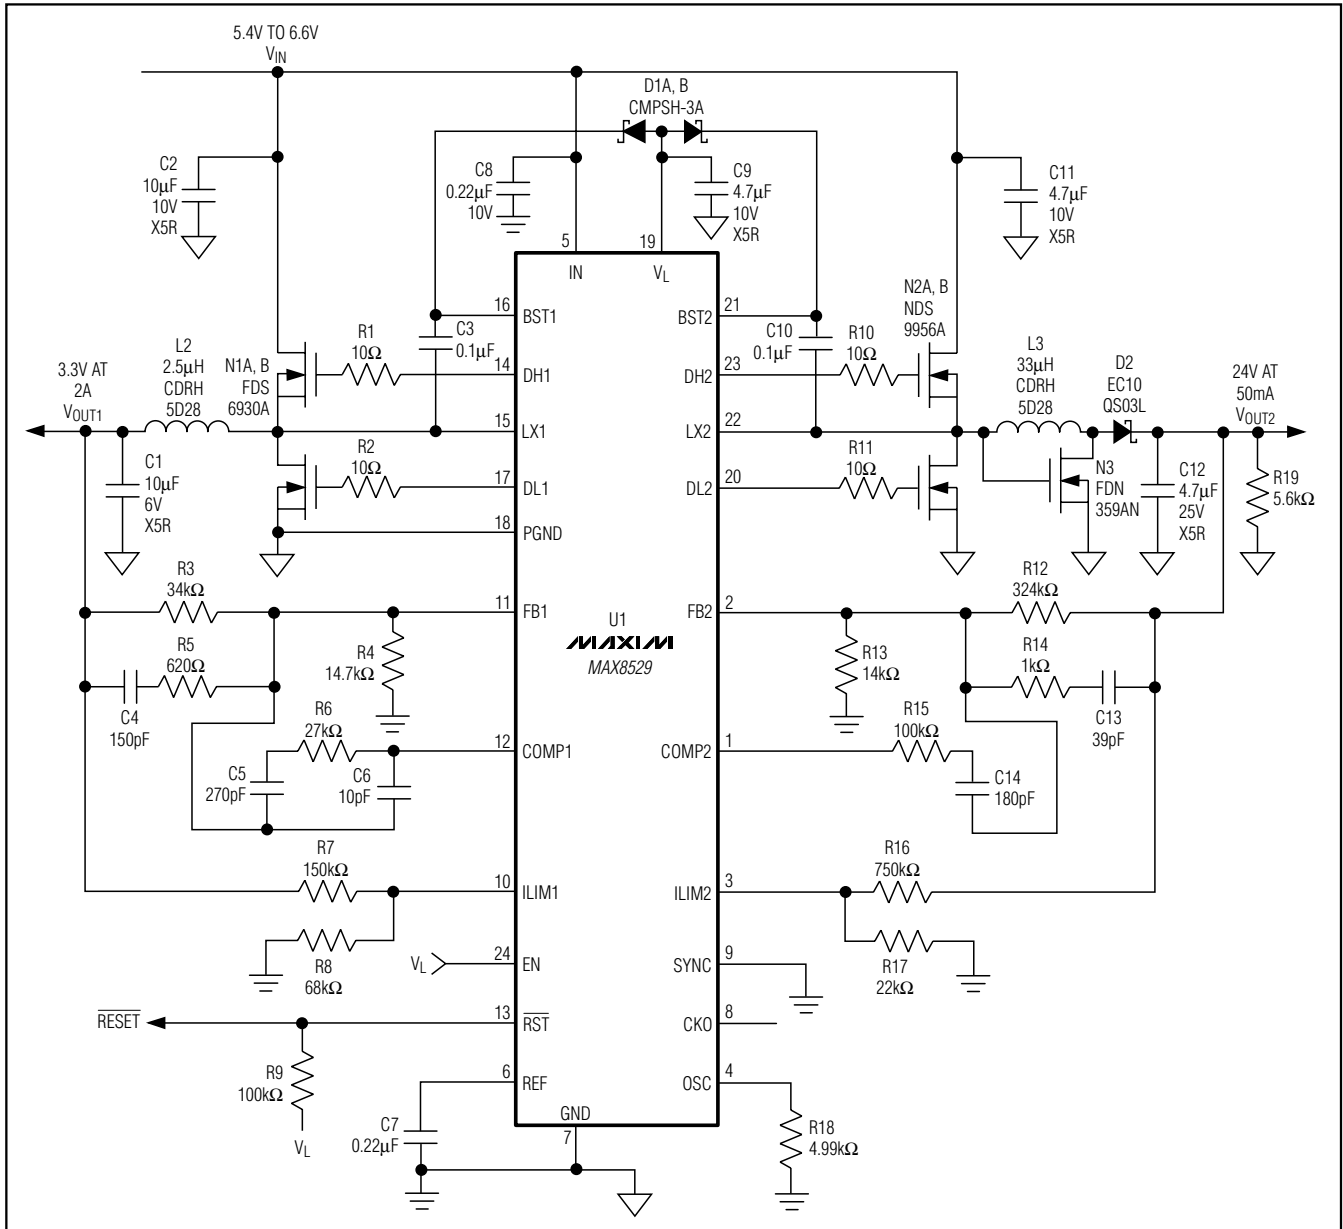 5.4V TO 6.6V
VIN
D1A, B
CMPSH-3A
C2
10µF
10V
X5R
C8
0.22µF
10V
C9
4.7µF
10V
X5R
C11
4.7µF
10V
X5R
5
19
IN
VL
16
BST1
BST2
21
C3
0.1µF
R1
10Ω
14
DH1
DH2
23
C10
0.1µF
R10
10Ω
N2A, B
NDS
9956A
3.3V AT
2A
VOUT1
L2
2.5µH
CDRH
5D28
N1A, B
FDS
6930A
L3
33µH
CDRH
5D28
D2
EC10
QS03L
24V AT
50mA
VOUT2
15
LX1
LX2
22
C1
10µF
6V
X5R
R2
10Ω
17
DL1
DL2
20
R11
10Ω
N3
FDN
359AN
C12
4.7µF
25V
X5R
R19
5.6kΩ
18
PGND
R3
34kΩ
11
FB1
FB2
2
R12
324kΩ
U1
MAXIM
MAX8529
R5
620Ω
C4
150pF
R4
14.7kΩ
R13
14kΩ
R14
1kΩ
C13
39pF
R6
27kΩ
12
COMP1
COMP2
1
R15
100kΩ
C5
270pF
C6
10pF
C14
180pF
R7
150kΩ
10
ILIM1
ILIM2
3
R16
750kΩ
R8
68kΩ
R17
22kΩ
VL
24
EN
SYNC
9
RESET
13
RST
CKO
8
R9
100kΩ
VL
6
REF
OSC
4
C7
0.22µF
GND
7
R18
4.99kΩ